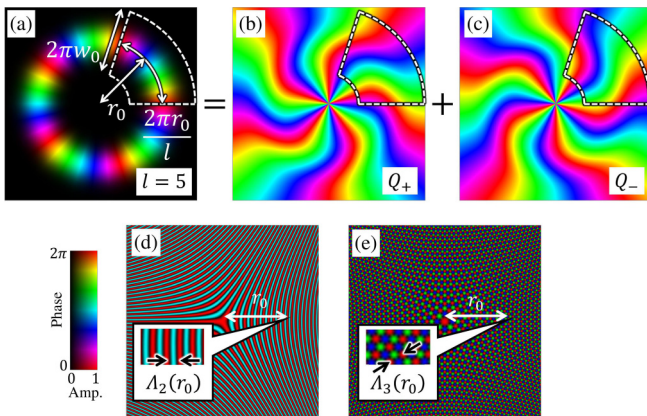 (a)
2πw₀
r₀
2πr₀
l
l = 5
=
(b)
Q₊
+
(c)
Q₋
2π
Phase
0
0 1
Amp.
(d)
r₀
Λ₂(r₀)
(e)
r₀
Λ₃(r₀)